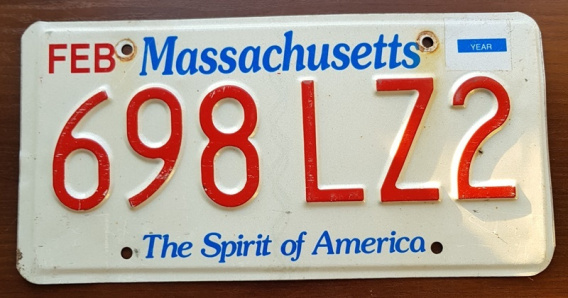 FEB Massachusetts YEAR
698 LZ2
The Spirit of America